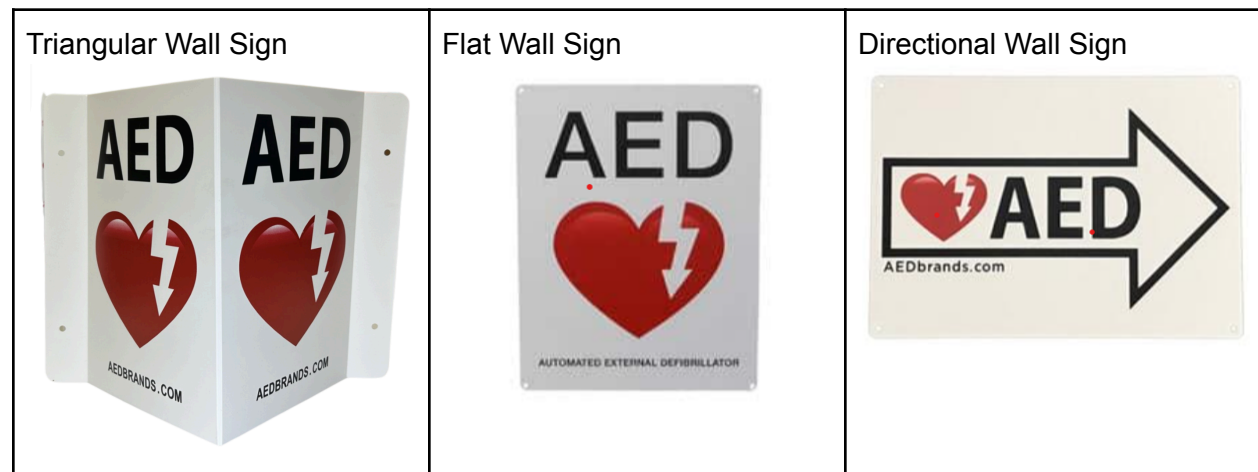 Triangular Wall Sign
AED
AED
AEDBRANDS.COM
AEDBRANDS.COM
Flat Wall Sign
AED
AUTOMATED EXTERNAL DEFIBRILLATOR
Directional Wall Sign
AED
AEDbrands.com